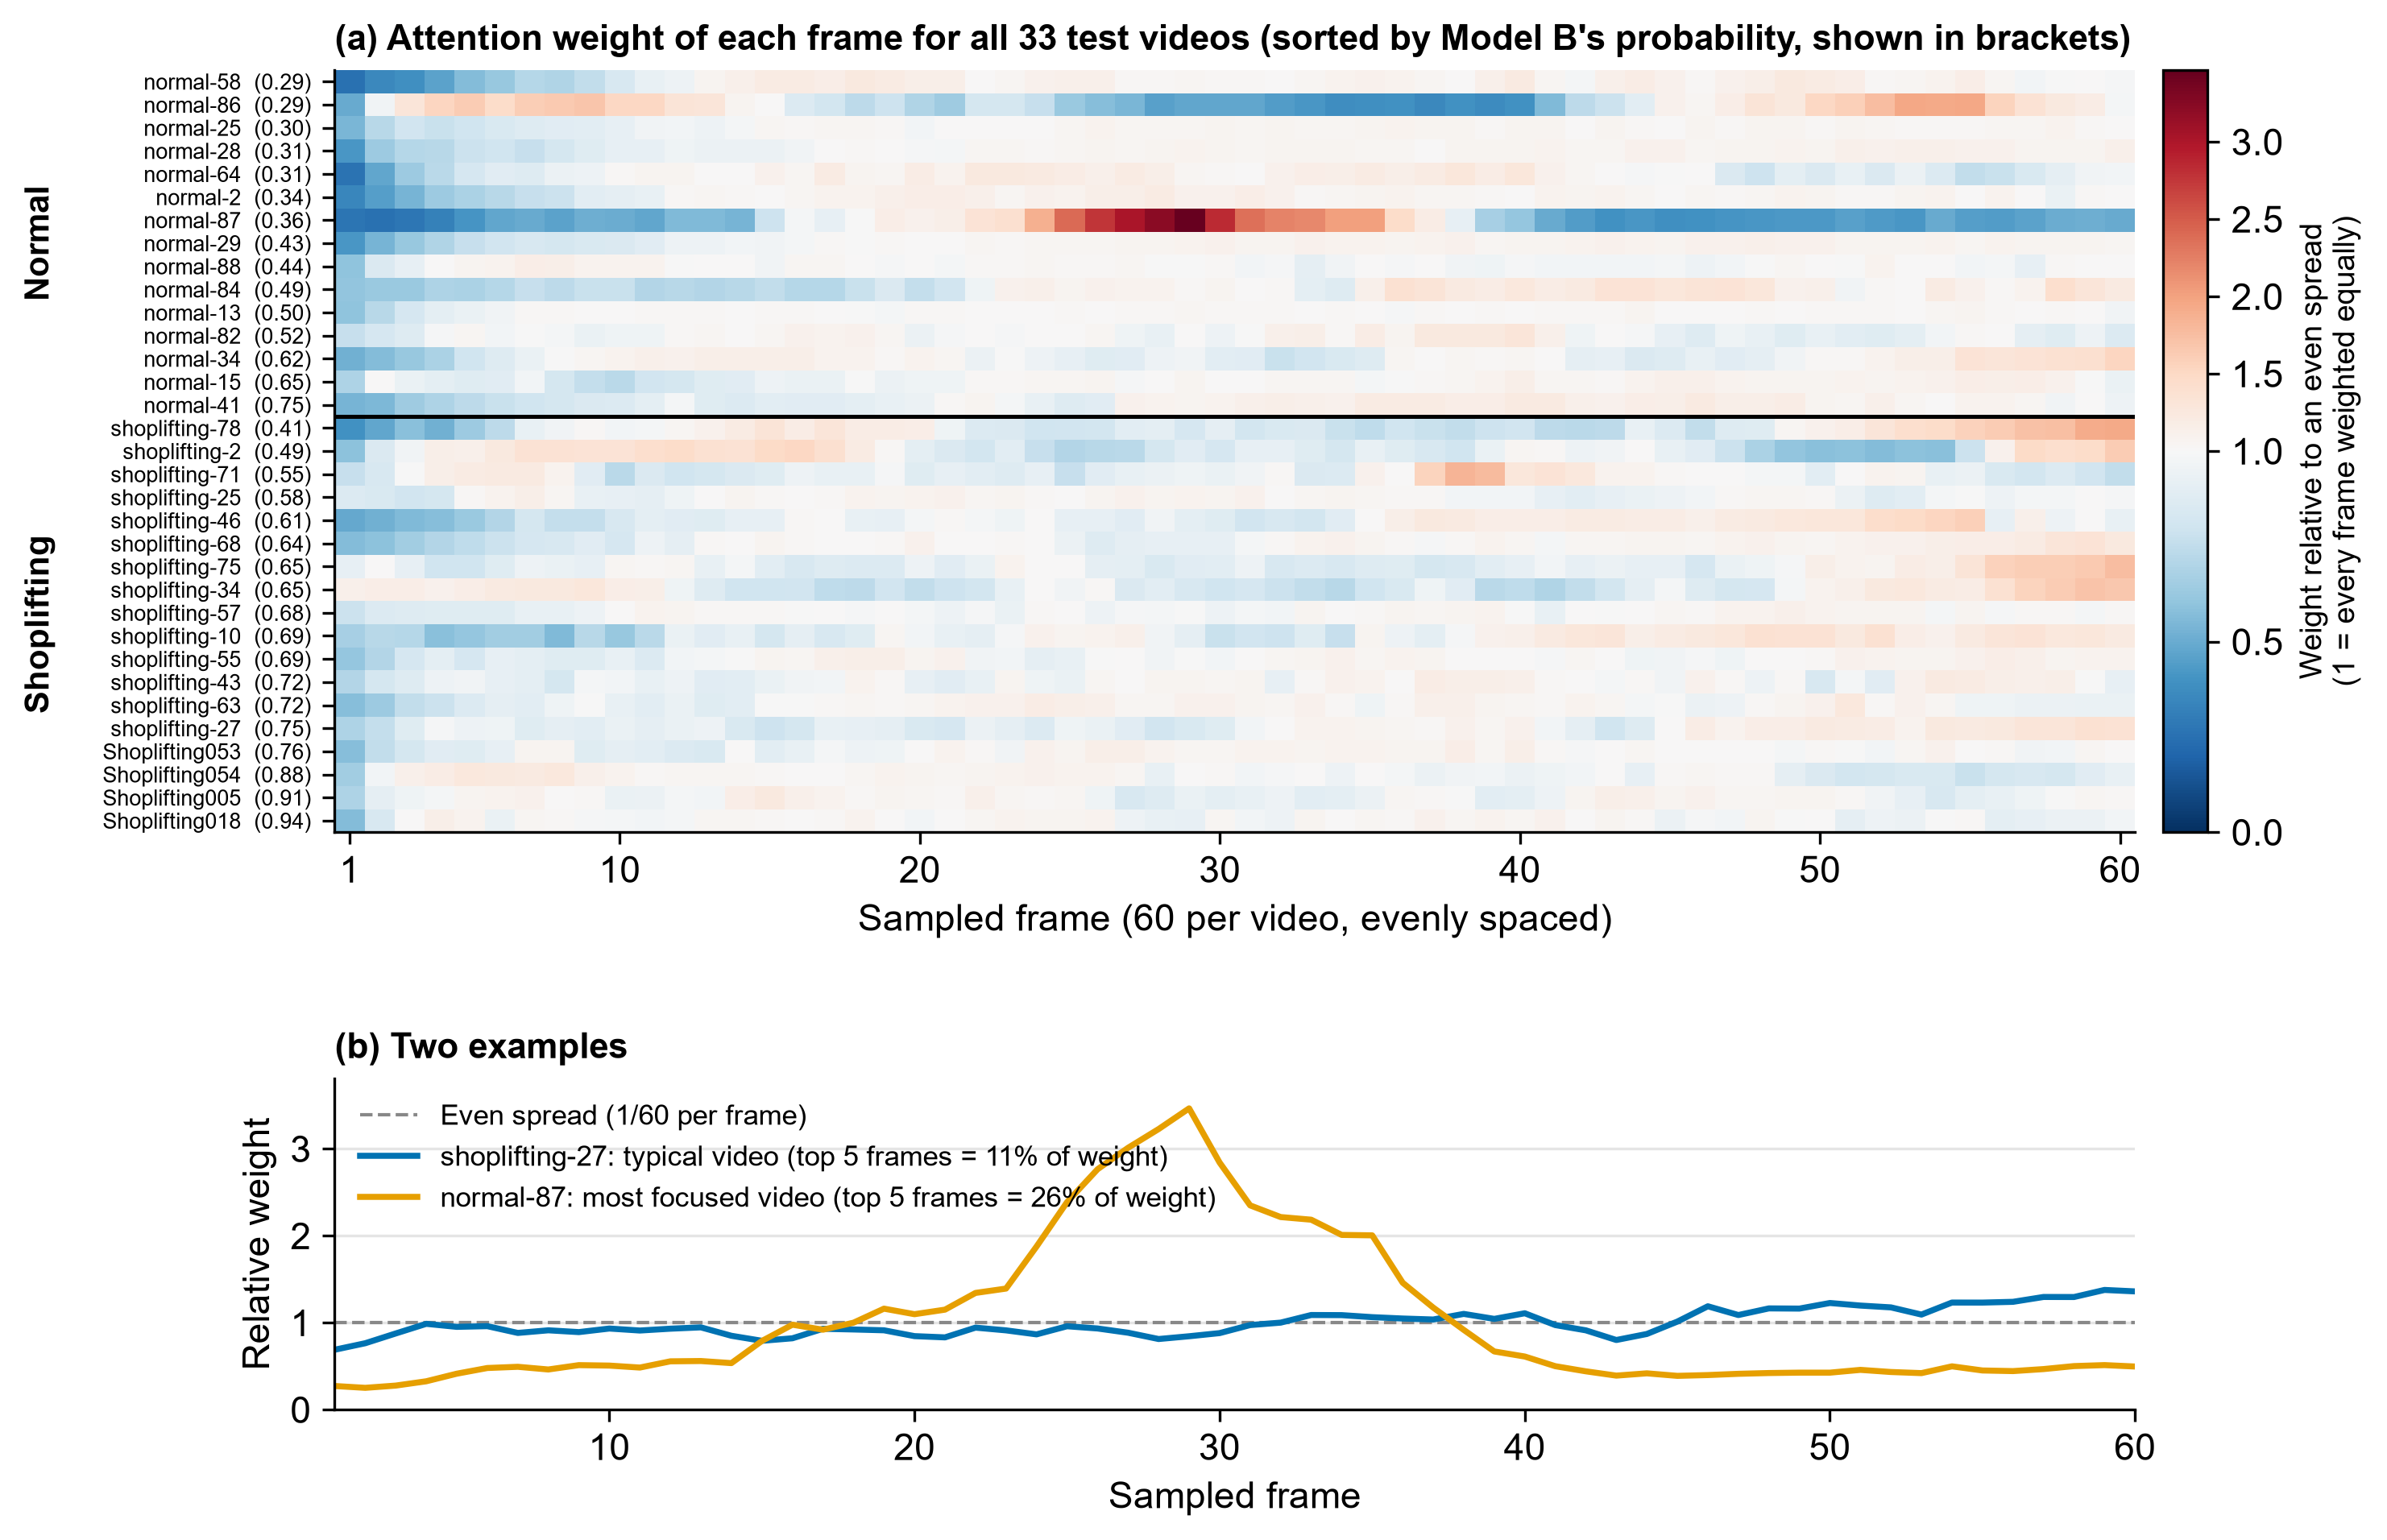 (a) Attention weight of each frame for all 33 test videos (sorted by Model B's probability, shown in brackets)
Normal
normal-58 (0.29)
normal-86 (0.29)
normal-25 (0.30)
normal-28 (0.31)
normal-64 (0.31)
normal-2 (0.34)
normal-87 (0.36)
normal-29 (0.43)
normal-88 (0.44)
normal-84 (0.49)
normal-13 (0.50)
normal-82 (0.52)
normal-34 (0.62)
normal-15 (0.65)
normal-41 (0.75)
Shoplifting
shoplifting-78 (0.41)
shoplifting-2 (0.49)
shoplifting-71 (0.55)
shoplifting-25 (0.58)
shoplifting-46 (0.61)
shoplifting-68 (0.64)
shoplifting-75 (0.65)
shoplifting-34 (0.65)
shoplifting-57 (0.68)
shoplifting-10 (0.69)
shoplifting-55 (0.69)
shoplifting-43 (0.72)
shoplifting-63 (0.72)
shoplifting-27 (0.75)
Shoplifting053 (0.76)
Shoplifting054 (0.88)
Shoplifting005 (0.91)
Shoplifting018 (0.94)
1 10 20 30 40 50 60
Sampled frame (60 per video, evenly spaced)
3.0
2.5
2.0
1.5
1.0
0.5
0.0
Weight relative to an even spread
(1 = every frame weighted equally)
(b) Two examples
Even spread (1/60 per frame)
shoplifting-27: typical video (top 5 frames = 11% of weight)
normal-87: most focused video (top 5 frames = 26% of weight)
Relative weight
3
2
1
0
10 20 30 40 50 60
Sampled frame